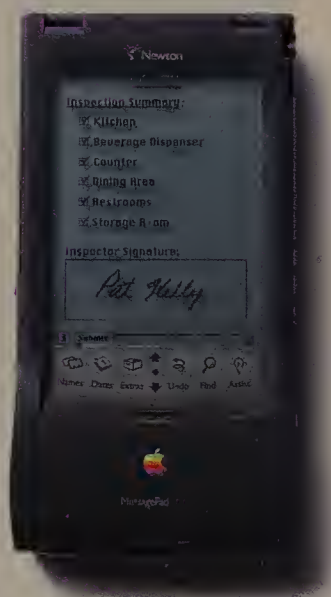 Newton
Inspection Summary:
Kitchen
Beverage Dispenser
Counter
Dining Area
Restrooms
Storage Room
Inspector Signature:
Pat Kelly
Names Dates Extras Undo Find Assist
MessagePad